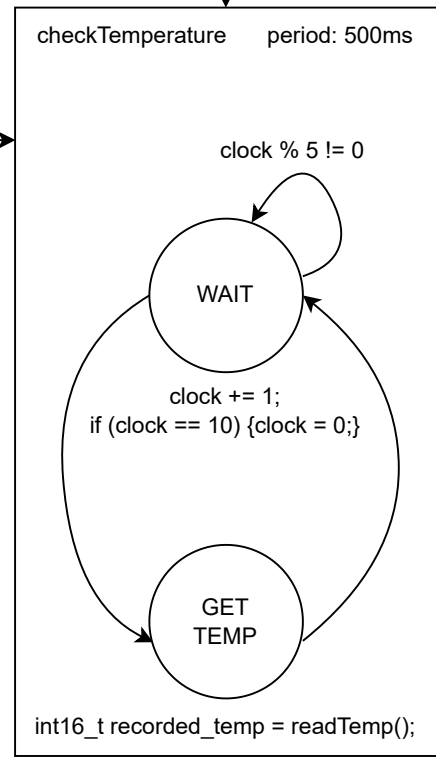 checkTemperature period: 500ms
clock % 5 != 0
WAIT
clock += 1;
if (clock == 10) {clock = 0;}
GET
TEMP
int16_t recorded_temp = readTemp();